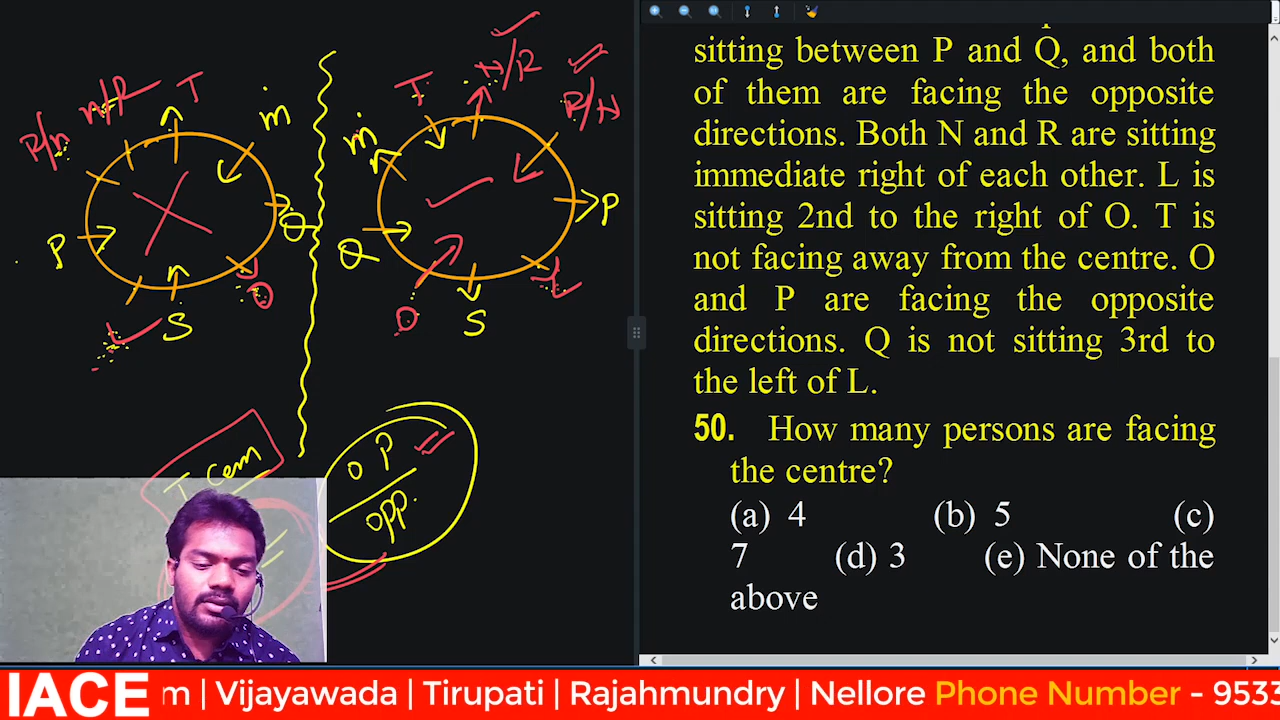 sitting between P and Q, and both
of them are facing the opposite
directions. Both N and R are sitting
immediate right of each other. L is
sitting 2nd to the right of O. T is
not facing away from the centre. O
and P are facing the opposite
directions. Q is not sitting 3rd to
the left of L.
50. How many persons are facing
the centre?
(a) 4 (b) 5 (c)
7 (d) 3 (e) None of the
above
R/n
n/R
T
m
P
Q
L
S
O
m
T
N/R
R/N
Q
P
O
S
L
T Cem
O P
opp.
IACE m | Vijayawada | Tirupati | Rajahmundry | Nellore Phone Number - 9533